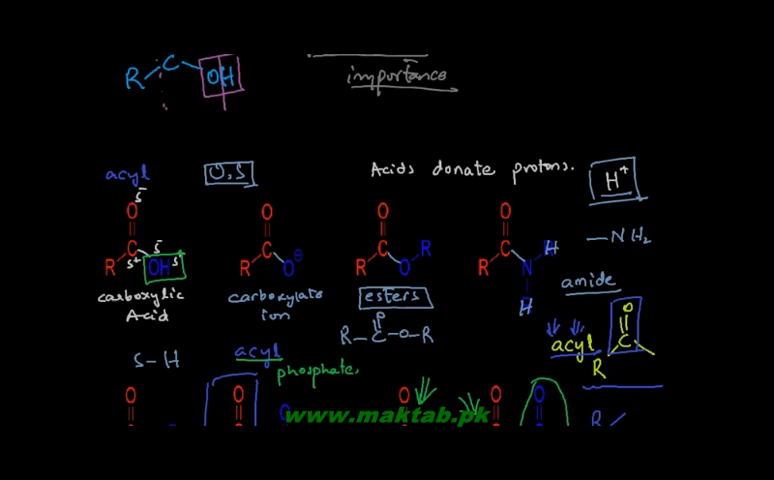 R C OH
importance
acyl O,S Acids donate protons. H+
O O O O —NH2
R C OH R C O⊖ R C O R R C N H H
carboxylic Acid carboxylate ion esters amide
R—C—O—R
O
acyl R C O
S—H acyl phosphate
O O O O O
R
www.maktab.pk